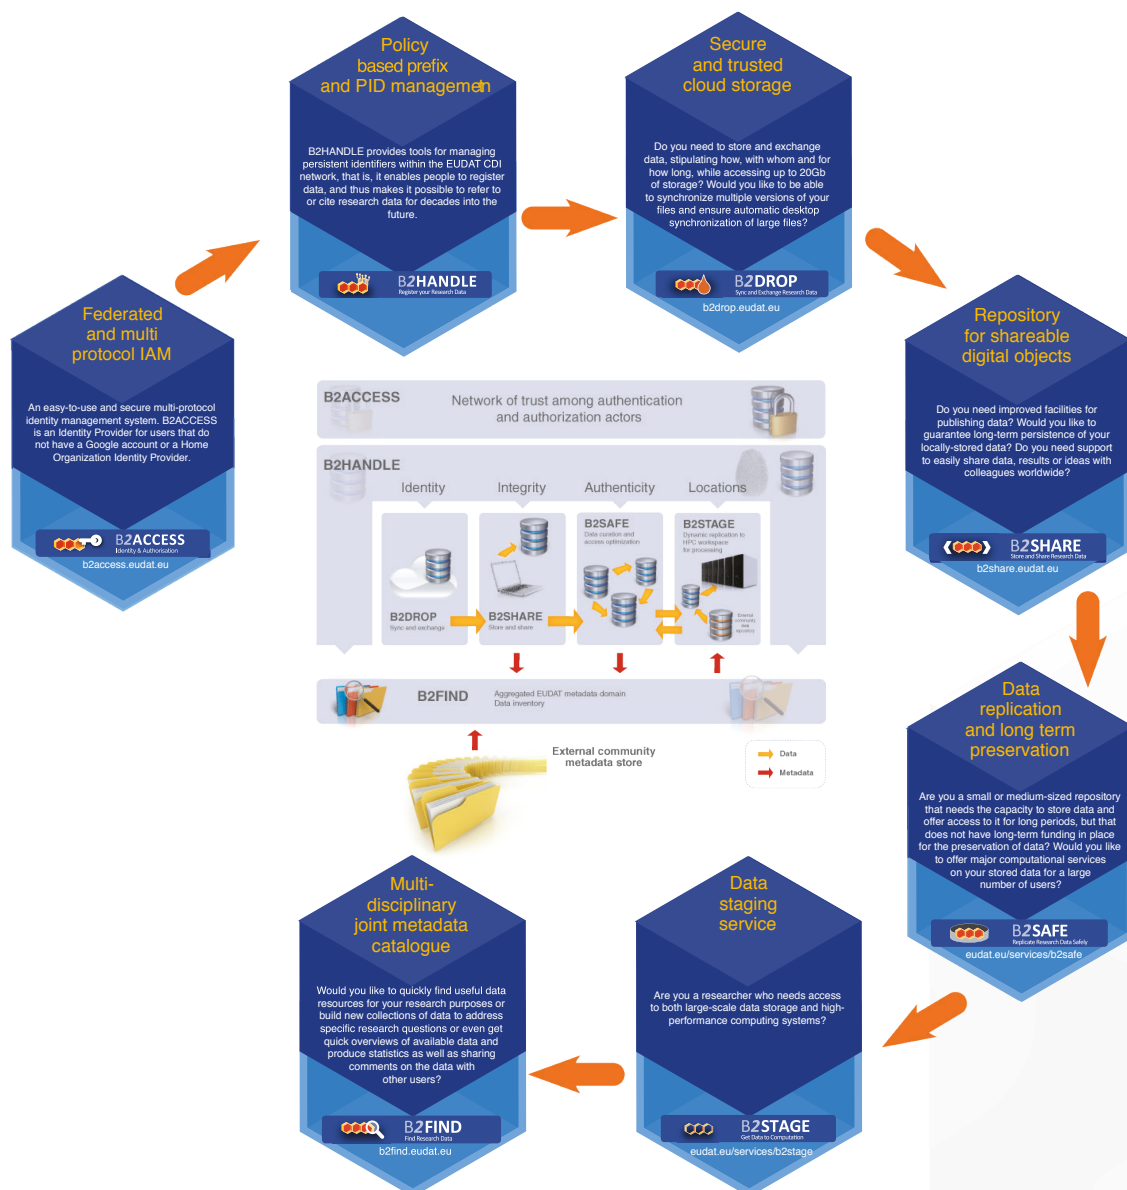 Policy
based prefix
and PID management
B2HANDLE provides tools for managing
persistent identifiers within the EUDAT CDI
network, that is, it enables people to register
data, and thus makes it possible to refer to
or cite research data for decades into the
future.
B2HANDLE
Register your Research Data
Secure
and trusted
cloud storage
Do you need to store and exchange
data, stipulating how, with whom and for
how long, while accessing up to 20Gb
of storage? Would you like to be able
to synchronize multiple versions of your
files and ensure automatic desktop
synchronization of large files?
B2DROP
Sync and Exchange Research Data
b2drop.eudat.eu
Federated
and multi
protocol IAM
An easy-to-use and secure multi-protocol
identity management system. B2ACCESS
is an Identity Provider for users that do
not have a Google account or a Home
Organization Identity Provider.
B2ACCESS
Identity & Authorisation
b2access.eudat.eu
Repository
for shareable
digital objects
Do you need improved facilities for
publishing data? Would you like to
guarantee long-term persistence of your
locally-stored data? Do you need support
to easily share data, results or ideas with
colleagues worldwide?
B2SHARE
Store and Share Research Data
b2share.eudat.eu
B2ACCESS
Network of trust among authentication
and authorization actors
B2HANDLE
Identity
Integrity
Authenticity
Locations
B2DROP
Sync and exchange
B2SHARE
Store and share
B2SAFE
Data curation and
access optimization
B2STAGE
Dynamic replication to
HPC workspace
for processing
External
community
data
repository
B2FIND
Aggregated EUDAT metadata domain
Data inventory
External community
metadata store
Data
Metadata
Data
replication
and long term
preservation
Are you a small or medium-sized repository
that needs the capacity to store data and
offer access to it for long periods, but that
does not have long-term funding in place
for the preservation of data? Would you like
to offer major computational services
on your stored data for a large
number of users?
B2SAFE
Replicate Research Data Safely
eudat.eu/services/b2safe
Multi-
disciplinary
joint metadata
catalogue
Would you like to quickly find useful data
resources for your research purposes or
build new collections of data to address
specific research questions or even get
quick overviews of available data and
produce statistics as well as sharing
comments on the data with
other users?
B2FIND
Find Research Data
b2find.eudat.eu
Data
staging
service
Are you a researcher who needs access
to both large-scale data storage and high-
performance computing systems?
B2STAGE
Get Data to Computation
eudat.eu/services/b2stage